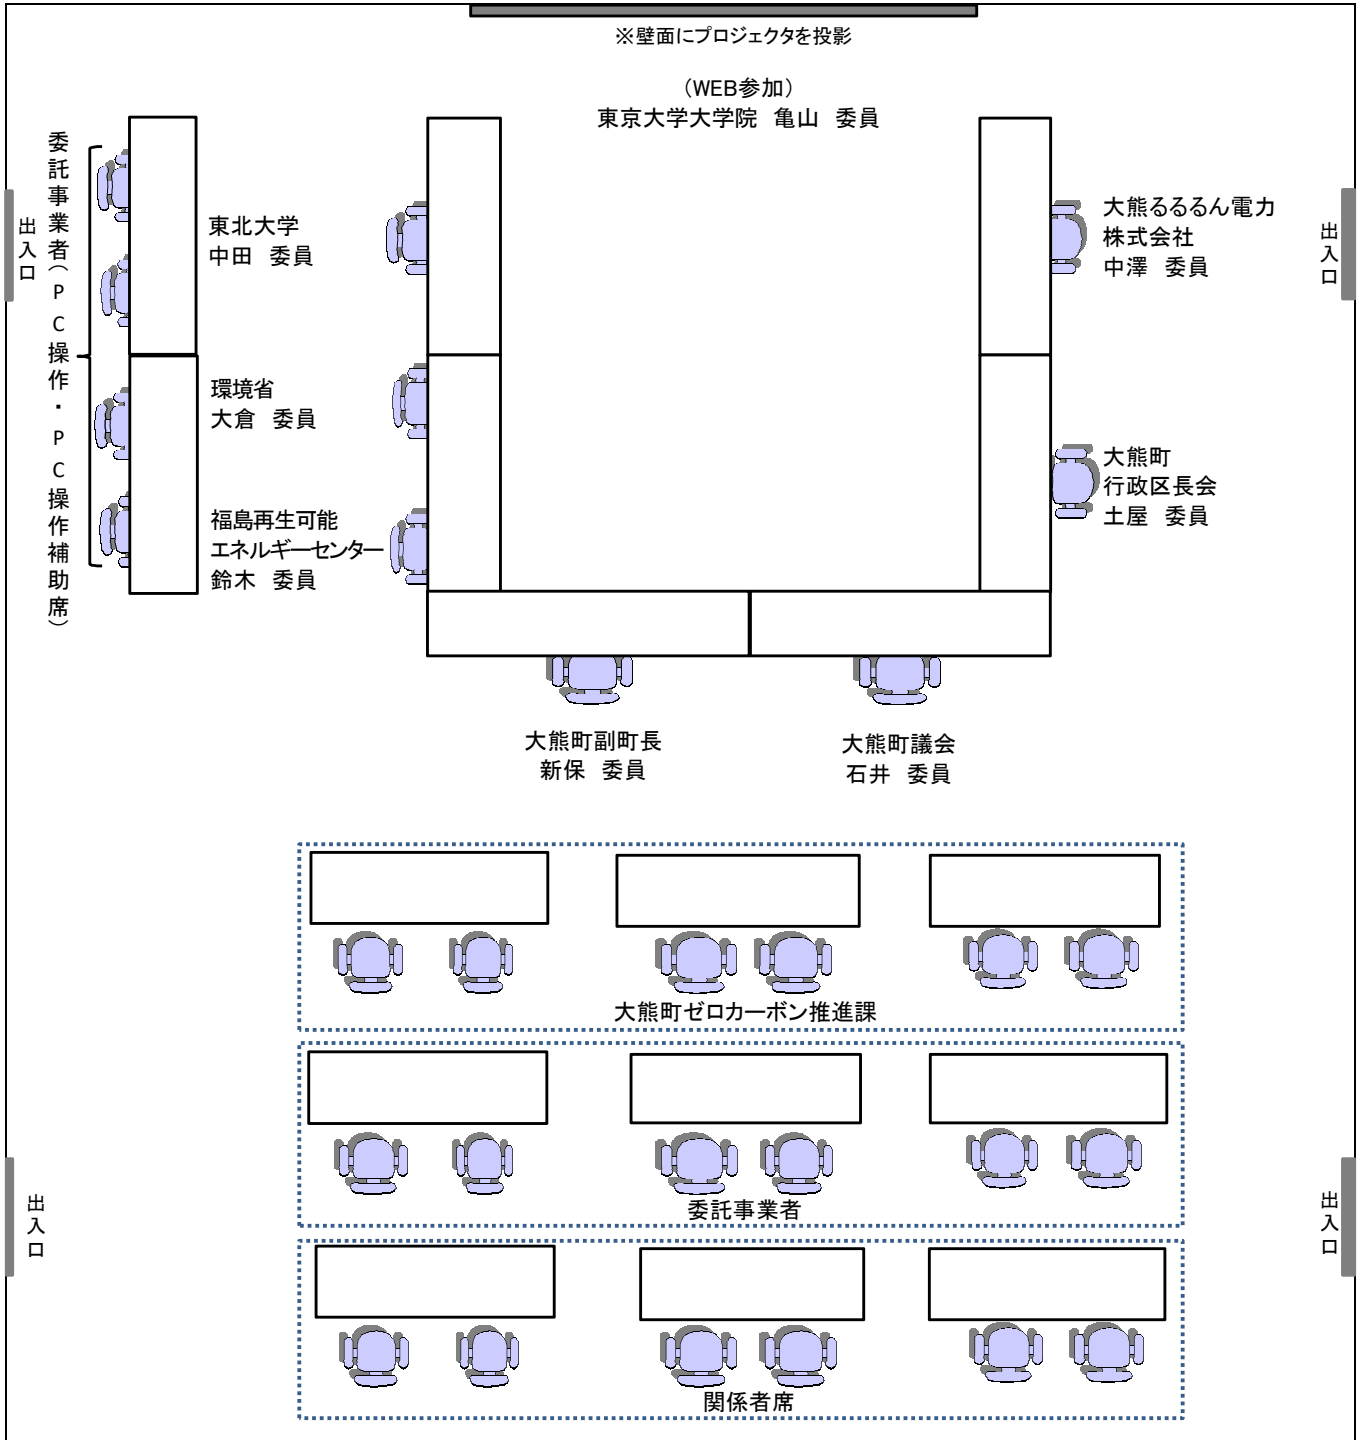 ※壁面にプロジェクタを投影
（WEB参加）
東京大学大学院　亀山　委員
委託事業者（PC操作・PC操作補助席）
出入口
東北大学
中田　委員
環境省
大倉　委員
福島再生可能
エネルギーセンター
鈴木　委員
大熊るるるん電力
株式会社
中澤　委員
出入口
大熊町
行政区長会
土屋　委員
大熊町副町長
新保　委員
大熊町議会
石井　委員
大熊町ゼロカーボン推進課
委託事業者
出入口
出入口
関係者席